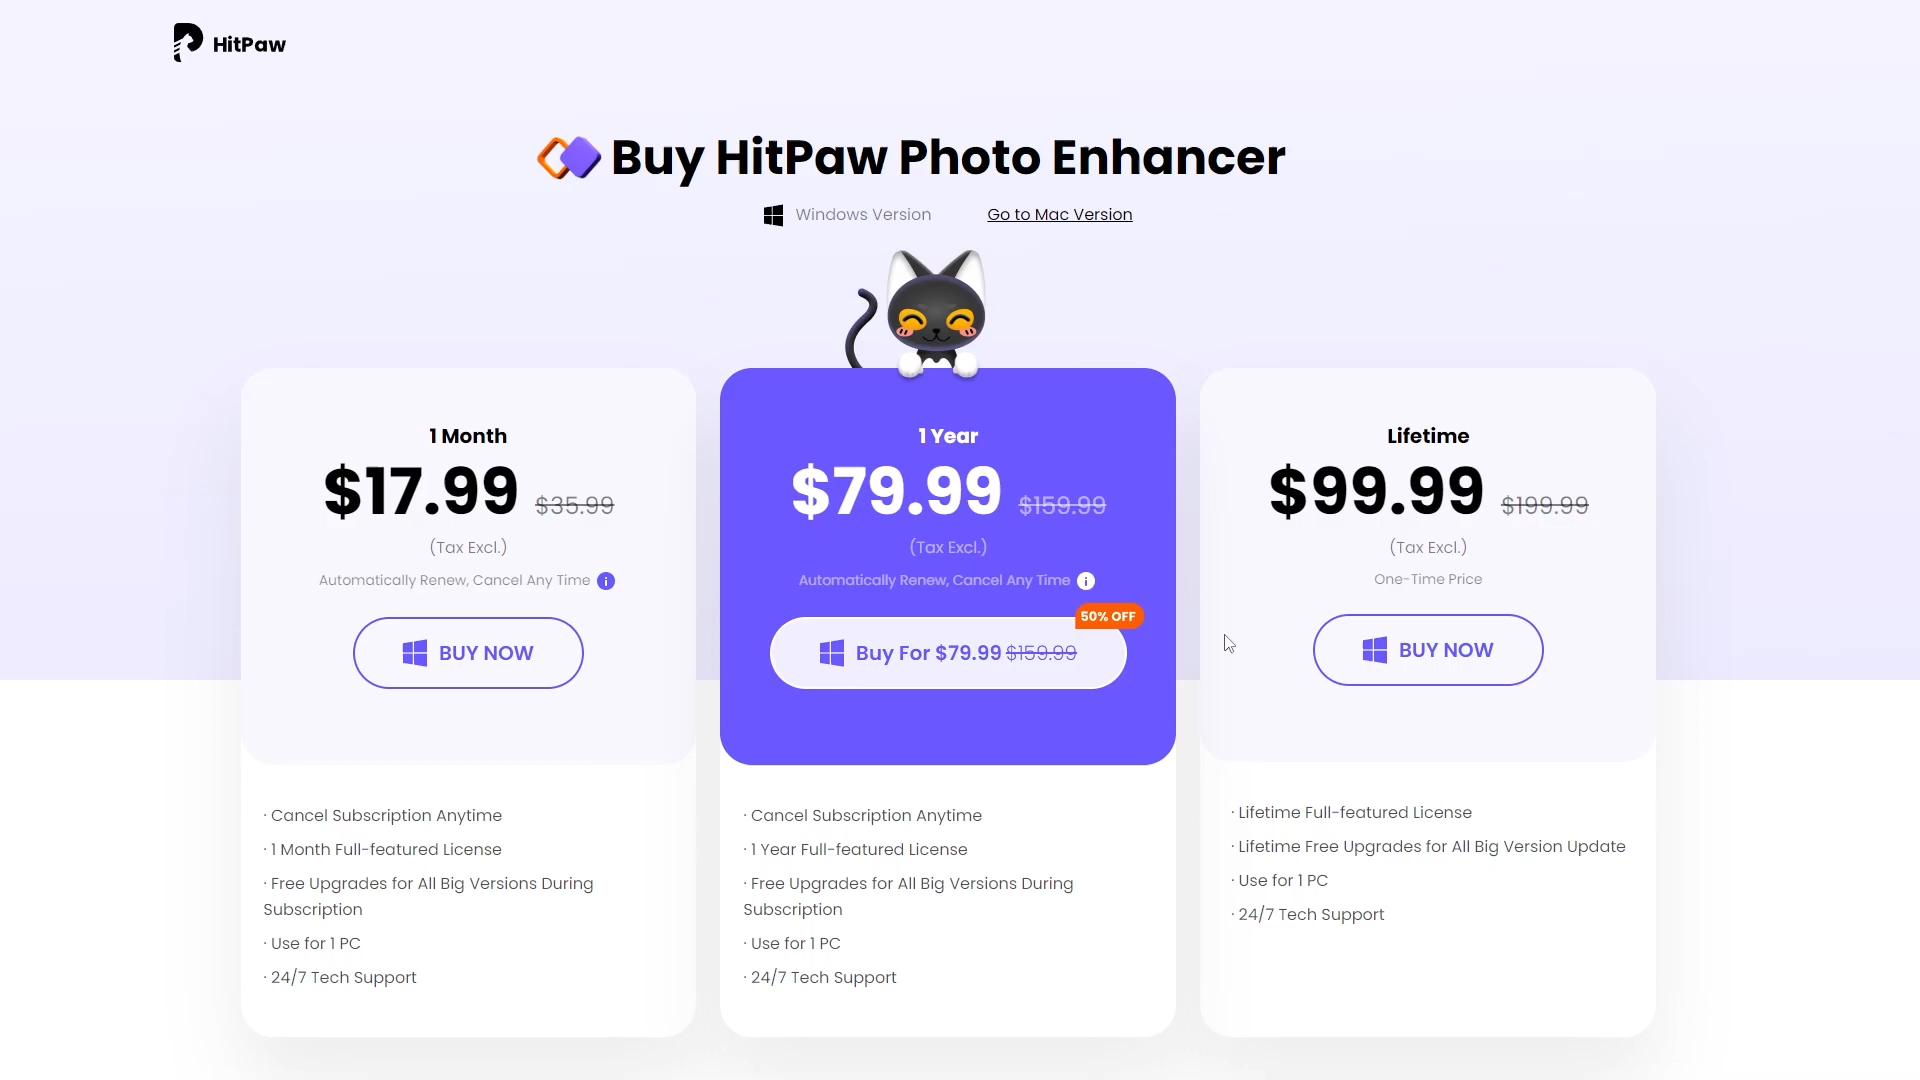 HitPaw
Buy HitPaw Photo Enhancer
Windows Version
Go to Mac Version
1 Month
$17.99 $35.99
(Tax Excl.)
Automatically Renew, Cancel Any Time i
BUY NOW
· Cancel Subscription Anytime
· 1 Month Full-featured License
· Free Upgrades for All Big Versions During
Subscription
· Use for 1 PC
· 24/7 Tech Support
1 Year
$79.99 $159.99
(Tax Excl.)
Automatically Renew, Cancel Any Time i
50% OFF
Buy For $79.99 $159.99
· Cancel Subscription Anytime
· 1 Year Full-featured License
· Free Upgrades for All Big Versions During
Subscription
· Use for 1 PC
· 24/7 Tech Support
Lifetime
$99.99 $199.99
(Tax Excl.)
One-Time Price
BUY NOW
· Lifetime Full-featured License
· Lifetime Free Upgrades for All Big Version Update
· Use for 1 PC
· 24/7 Tech Support